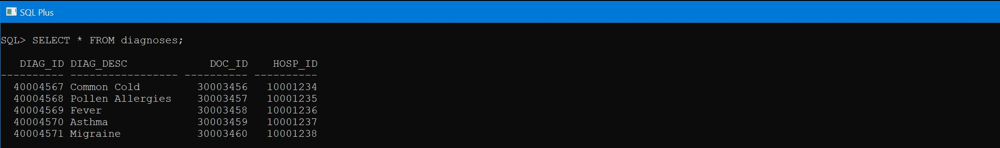 SQL Plus
SQL> SELECT * FROM diagnoses;
   DIAG_ID DIAG_DESC             DOC_ID    HOSP_ID
---------- ----------------- ---------- ----------
  40004567 Common Cold         30003456   10001234
  40004568 Pollen Allergies    30003457   10001235
  40004569 Fever               30003458   10001236
  40004570 Asthma              30003459   10001237
  40004571 Migraine            30003460   10001238